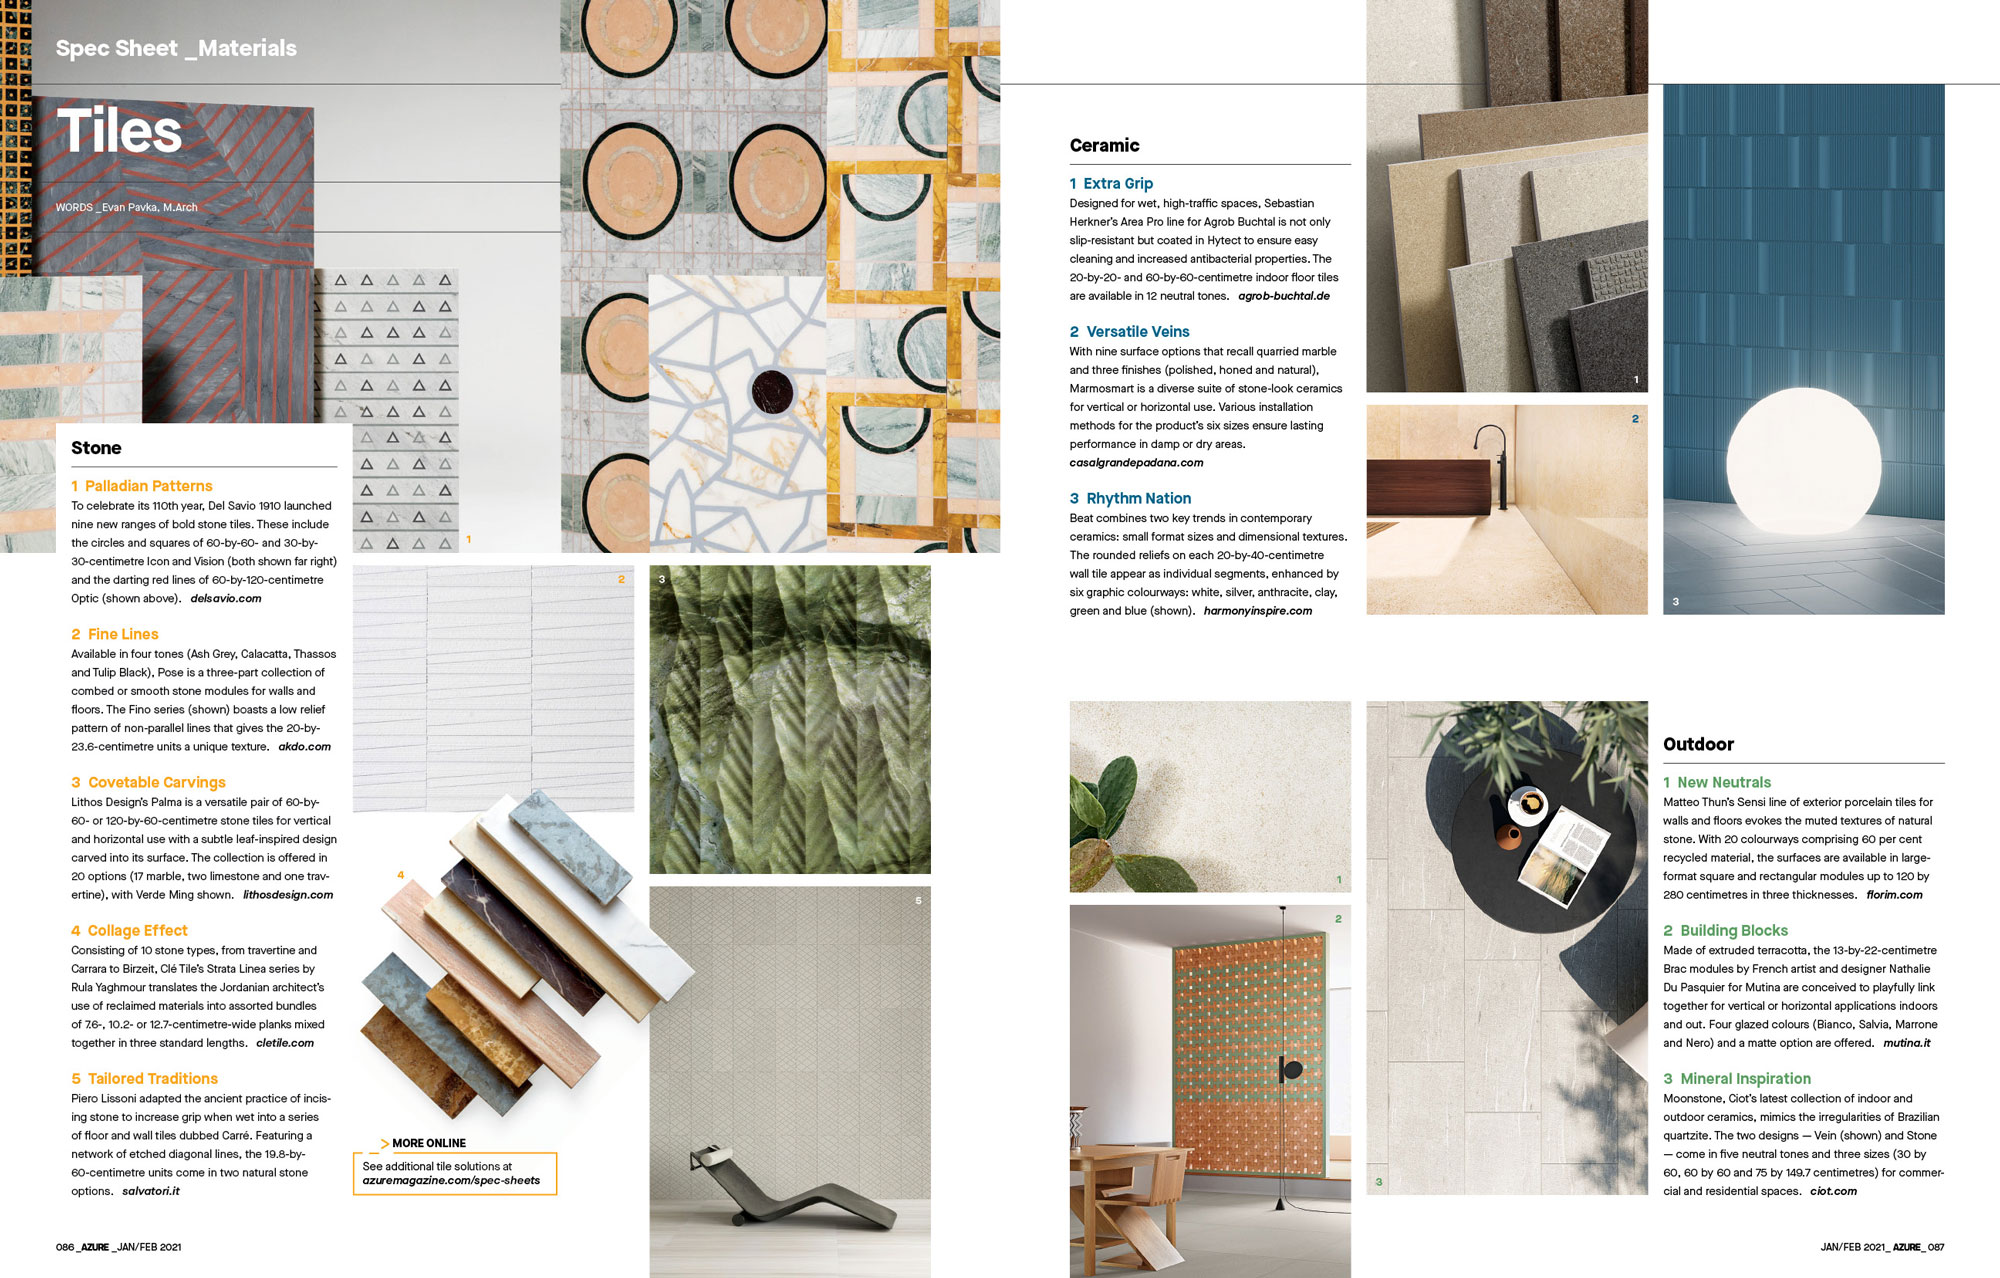 Spec Sheet _Materials
Tiles
WORDS _Evan Pavka, M.Arch
Stone
1 Palladian Patterns
To celebrate its 110th year, Del Savio 1910 launched
nine new ranges of bold stone tiles. These include
the circles and squares of 60-by-60- and 30-by-
30-centimetre Icon and Vision (both shown far right)
and the darting red lines of 60-by-120-centimetre
Optic (shown above). delsavio.com
2 Fine Lines
Available in four tones (Ash Grey, Calacatta, Thassos
and Tulip Black), Pose is a three-part collection of
combed or smooth stone modules for walls and
floors. The Fino series (shown) boasts a low relief
pattern of non-parallel lines that gives the 20-by-
23.6-centimetre units a unique texture. akdo.com
3 Covetable Carvings
Lithos Design's Palma is a versatile pair of 60-by-
60- or 120-by-60-centimetre stone tiles for vertical
and horizontal use with a subtle leaf-inspired design
carved into its surface. The collection is offered in
20 options (17 marble, two limestone and one trav-
ertine), with Verde Ming shown. lithosdesign.com
4 Collage Effect
Consisting of 10 stone types, from travertine and
Carrara to Birzeit, Clé Tile's Strata Linea series by
Rula Yaghmour translates the Jordanian architect's
use of reclaimed materials into assorted bundles
of 7.6-, 10.2- or 12.7-centimetre-wide planks mixed
together in three standard lengths. cletile.com
5 Tailored Traditions
Piero Lissoni adapted the ancient practice of incis-
ing stone to increase grip when wet into a series
of floor and wall tiles dubbed Carré. Featuring a
network of etched diagonal lines, the 19.8-by-
60-centimetre units come in two natural stone
options. salvatori.it
1
2
3
4
5
> MORE ONLINE
See additional tile solutions at
azuremagazine.com/spec-sheets
086 _AZURE _JAN/FEB 2021
Ceramic
1 Extra Grip
Designed for wet, high-traffic spaces, Sebastian
Herkner's Area Pro line for Agrob Buchtal is not only
slip-resistant but coated in Hytect to ensure easy
cleaning and increased antibacterial properties. The
20-by-20- and 60-by-60-centimetre indoor floor tiles
are available in 12 neutral tones. agrob-buchtal.de
2 Versatile Veins
With nine surface options that recall quarried marble
and three finishes (polished, honed and natural),
Marmosmart is a diverse suite of stone-look ceramics
for vertical or horizontal use. Various installation
methods for the product's six sizes ensure lasting
performance in damp or dry areas.
casalgrandepadana.com
3 Rhythm Nation
Beat combines two key trends in contemporary
ceramics: small format sizes and dimensional textures.
The rounded reliefs on each 20-by-40-centimetre
wall tile appear as individual segments, enhanced by
six graphic colourways: white, silver, anthracite, clay,
green and blue (shown). harmonyinspire.com
1
2
3
Outdoor
1 New Neutrals
Matteo Thun's Sensi line of exterior porcelain tiles for
walls and floors evokes the muted textures of natural
stone. With 20 colourways comprising 60 per cent
recycled material, the surfaces are available in large-
format square and rectangular modules up to 120 by
280 centimetres in three thicknesses. florim.com
2 Building Blocks
Made of extruded terracotta, the 13-by-22-centimetre
Brac modules by French artist and designer Nathalie
Du Pasquier for Mutina are conceived to playfully link
together for vertical or horizontal applications indoors
and out. Four glazed colours (Bianco, Salvia, Marrone
and Nero) and a matte option are offered. mutina.it
3 Mineral Inspiration
Moonstone, Ciot's latest collection of indoor and
outdoor ceramics, mimics the irregularities of Brazilian
quartzite. The two designs — Vein (shown) and Stone
— come in five neutral tones and three sizes (30 by
60, 60 by 60 and 75 by 149.7 centimetres) for commer-
cial and residential spaces. ciot.com
1
2
3
JAN/FEB 2021_ AZURE_ 087